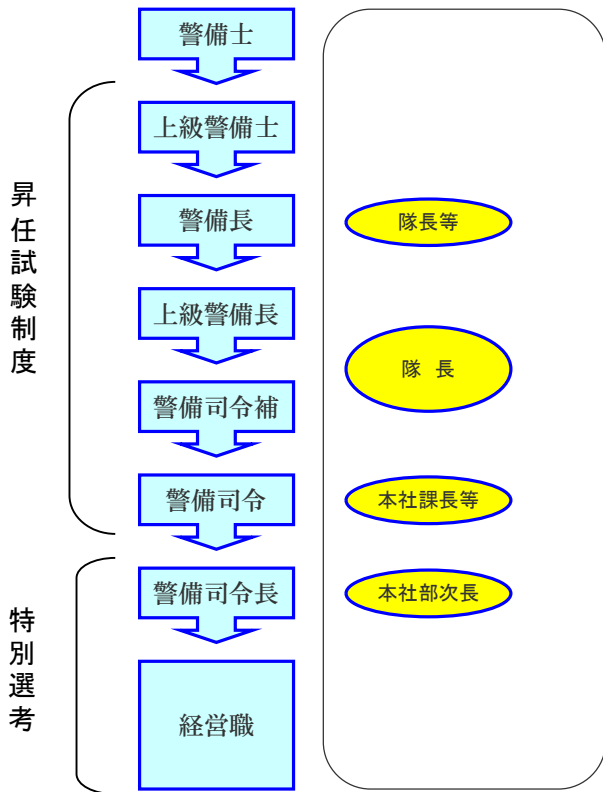 警備士
上級警備士
警備長
隊長等
上級警備長
隊 長
警備司令補
警備司令
本社課長等
警備司令長
本社部次長
経営職
昇任試験制度
特別選考